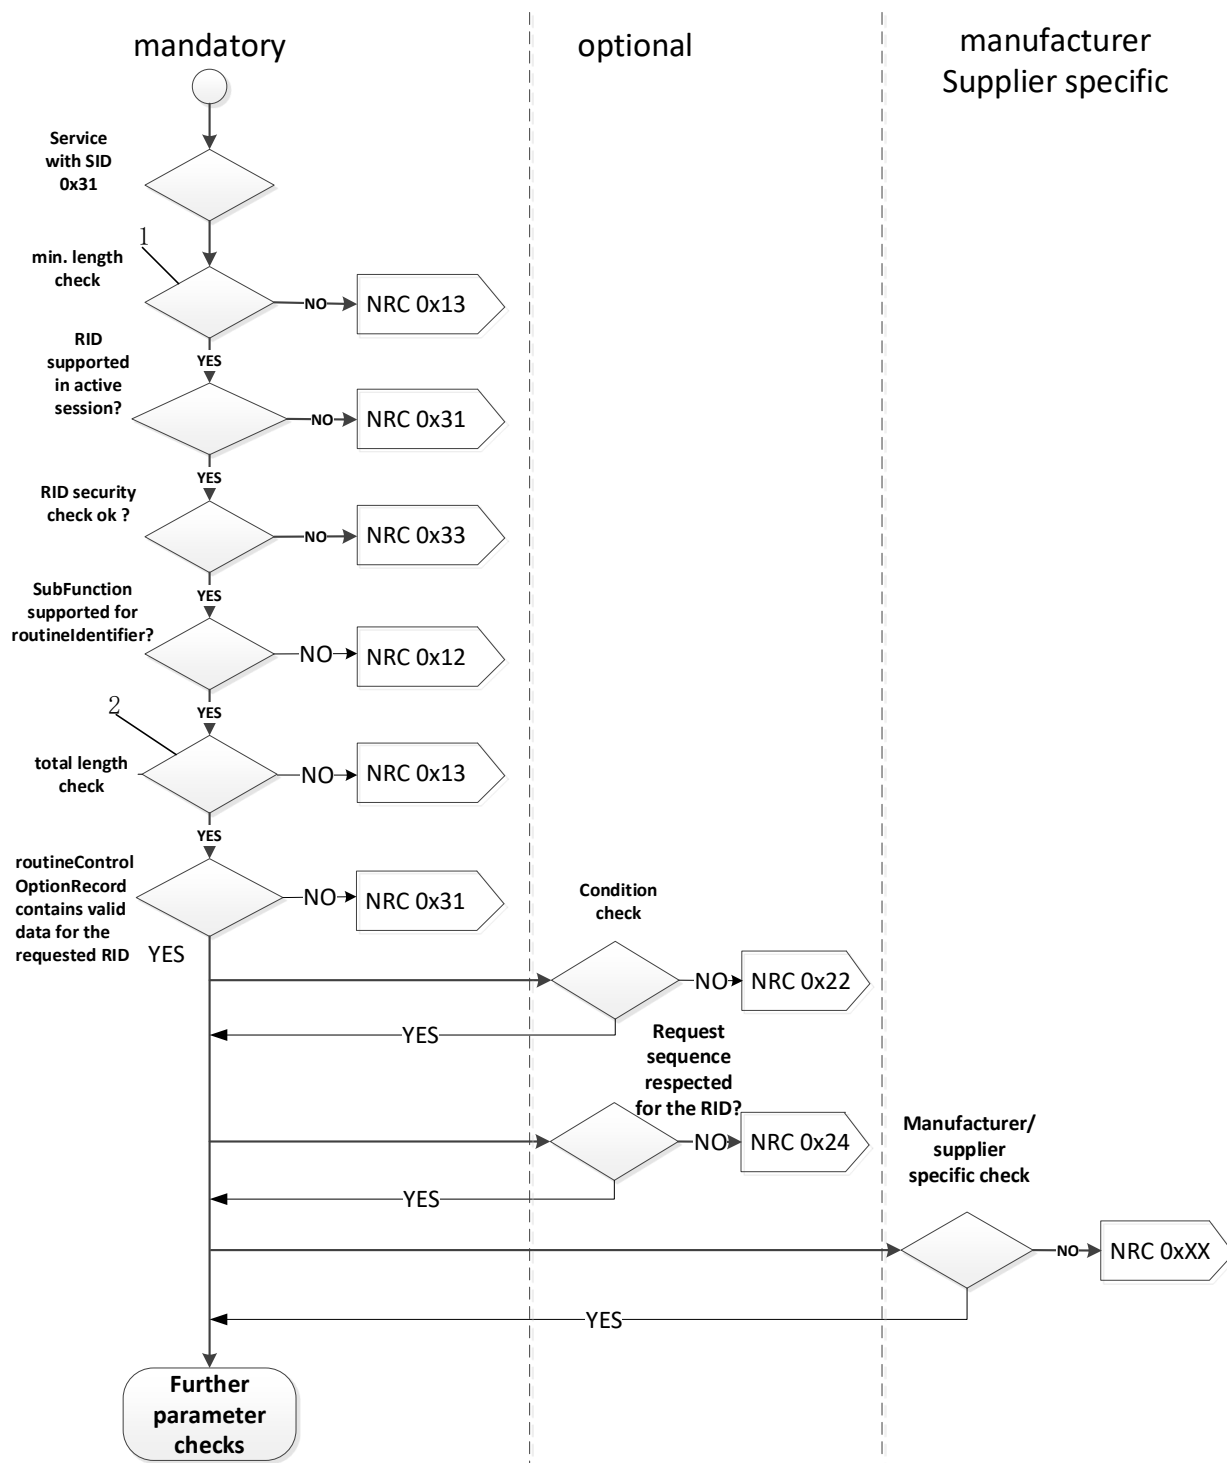 mandatory
optional
manufacturer
Supplier specific
Service
with SID
0x31
1
min. length
check
NO
NRC 0x13
YES
RID
supported
in active
session?
NO
NRC 0x31
YES
RID security
check ok ?
NO
NRC 0x33
YES
SubFunction
supported for
routineIdentifier?
NO
NRC 0x12
YES
2
total length
check
NO
NRC 0x13
YES
routineControl
OptionRecord
contains valid
data for the
requested RID
NO
NRC 0x31
YES
Condition
check
NO
NRC 0x22
YES
Request
sequence
respected
for the RID?
NO
NRC 0x24
YES
Manufacturer/
supplier
specific check
NO
NRC 0xXX
YES
Further
parameter
checks